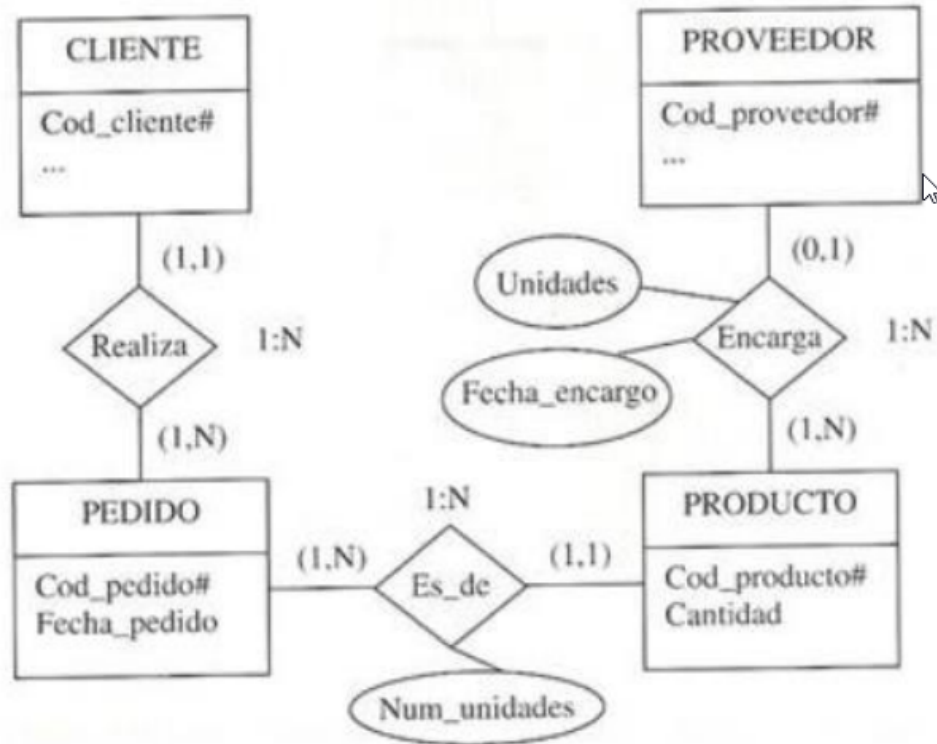 CLIENTE
Cod_cliente#
...
PROVEEDOR
Cod_proveedor#
...
(1,1)
Realiza
1:N
(1,N)
(0,1)
Unidades
Encarga
1:N
Fecha_encargo
(1,N)
PEDIDO
Cod_pedido#
Fecha_pedido
1:N
(1,N)
Es_de
(1,1)
Num_unidades
PRODUCTO
Cod_producto#
Cantidad